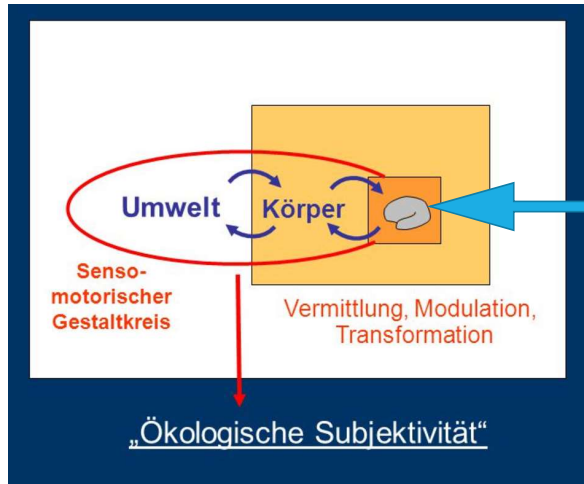 Umwelt
Körper
Senso-
motorischer
Gestaltkreis
Vermittlung, Modulation,
Transformation
„Ökologische Subjektivität“